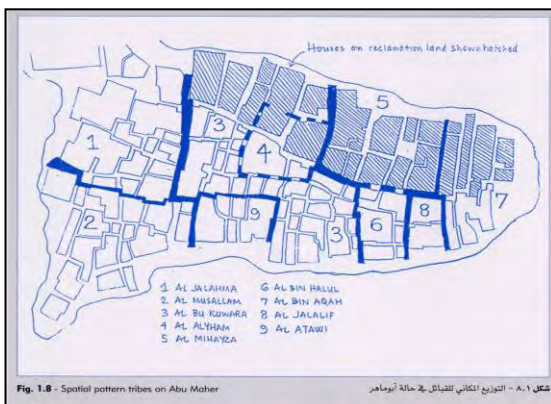 Houses on reclamation land shown hatched
5
3
1
4
7
9
8
2
3
6
1 AL JALAHMA
2 AL MUSALLAM
3 AL BU KUWARA
4 AL ALYHAM
5 AL MIHAYZA
6 AL BIN HALUL
7 AL BIN AQAH
8 AL JALALIF
9 AL ATAWI
Fig. 1.8 - Spatial pattern tribes on Abu Maher
شكل ٨.١ - التوزيع المكاني للقبائل في حالة أبوماهر